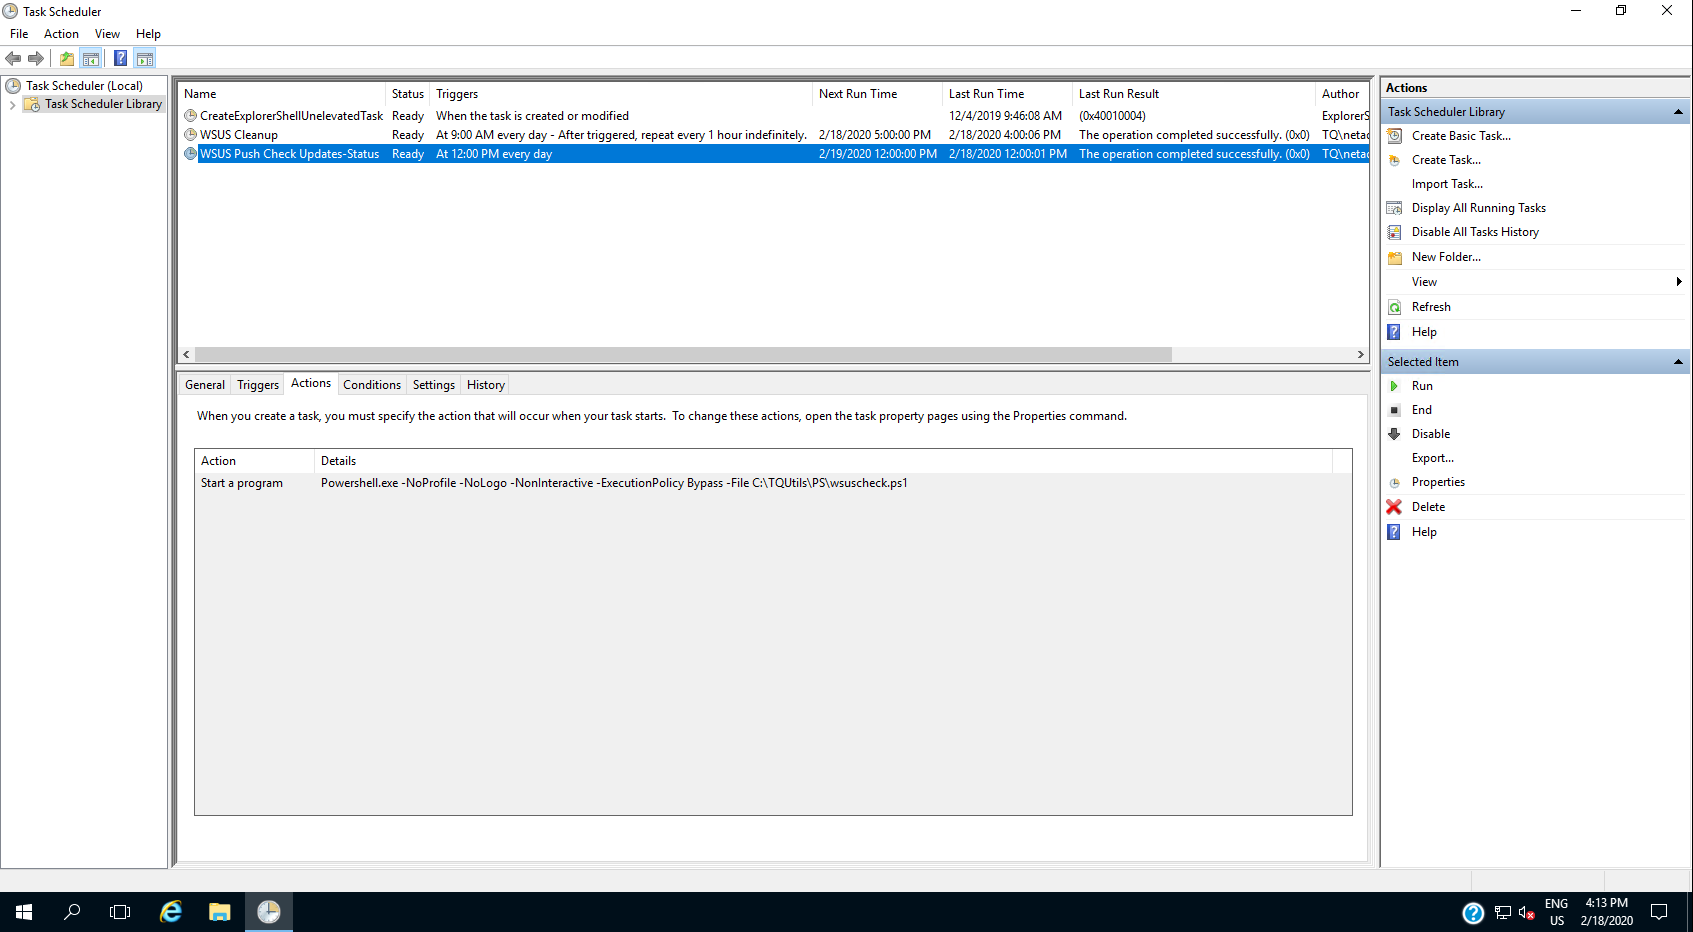 Task Scheduler
File Action View Help
Task Scheduler (Local)
Task Scheduler Library
Name Status Triggers Next Run Time Last Run Time Last Run Result Author
CreateExplorerShellUnelevatedTask Ready When the task is created or modified 12/4/2019 9:46:08 AM (0x40010004) ExplorerS
WSUS Cleanup Ready At 9:00 AM every day - After triggered, repeat every 1 hour indefinitely. 2/18/2020 5:00:00 PM 2/18/2020 4:00:06 PM The operation completed successfully. (0x0) TQ\netac
WSUS Push Check Updates-Status Ready At 12:00 PM every day 2/19/2020 12:00:00 PM 2/18/2020 12:00:01 PM The operation completed successfully. (0x0) TQ\netac
General Triggers Actions Conditions Settings History
When you create a task, you must specify the action that will occur when your task starts. To change these actions, open the task property pages using the Properties command.
Action Details
Start a program Powershell.exe -NoProfile -NoLogo -NonInteractive -ExecutionPolicy Bypass -File C:\TQUtils\PS\wsuscheck.ps1
Actions
Task Scheduler Library
Create Basic Task...
Create Task...
Import Task...
Display All Running Tasks
Disable All Tasks History
New Folder...
View
Refresh
Help
Selected Item
Run
End
Disable
Export...
Properties
Delete
Help
ENG
US
4:13 PM
2/18/2020